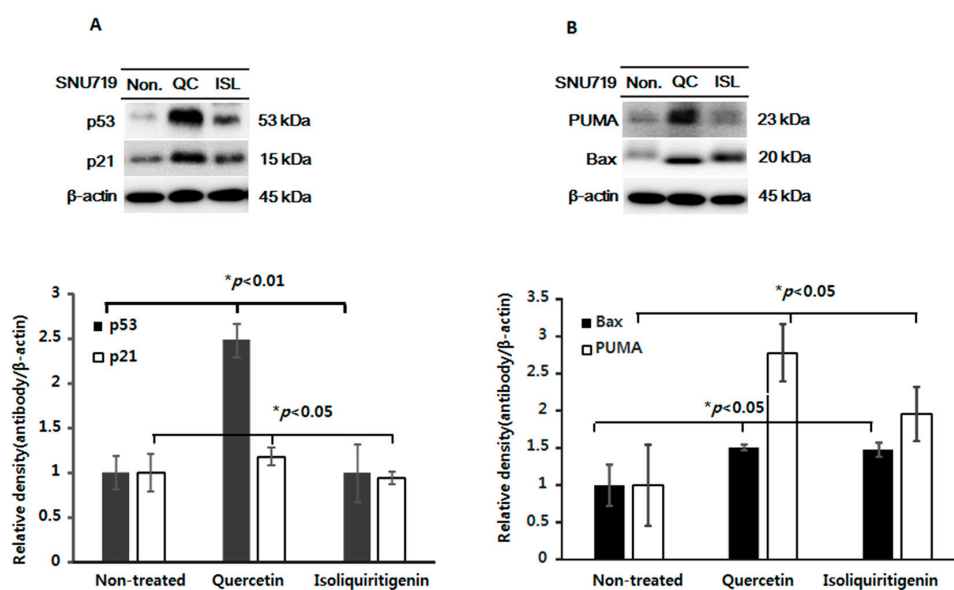 A
SNU719 Non. QC ISL
p53 53 kDa
p21 15 kDa
β-actin 45 kDa
B
SNU719 Non. QC ISL
PUMA 23 kDa
Bax 20 kDa
β-actin 45 kDa
Relative density(antibody/β-actin)
3
2.5
2
1.5
1
0.5
0
*p<0.01
p53
p21
*p<0.05
Non-treated Quercetin Isoliquiritigenin
Relative density(antibody/β-actin)
3.5
3
2.5
2
1.5
1
0.5
0
*p<0.05
Bax
PUMA
*p<0.05
Non-treated Quercetin Isoliquiritigenin